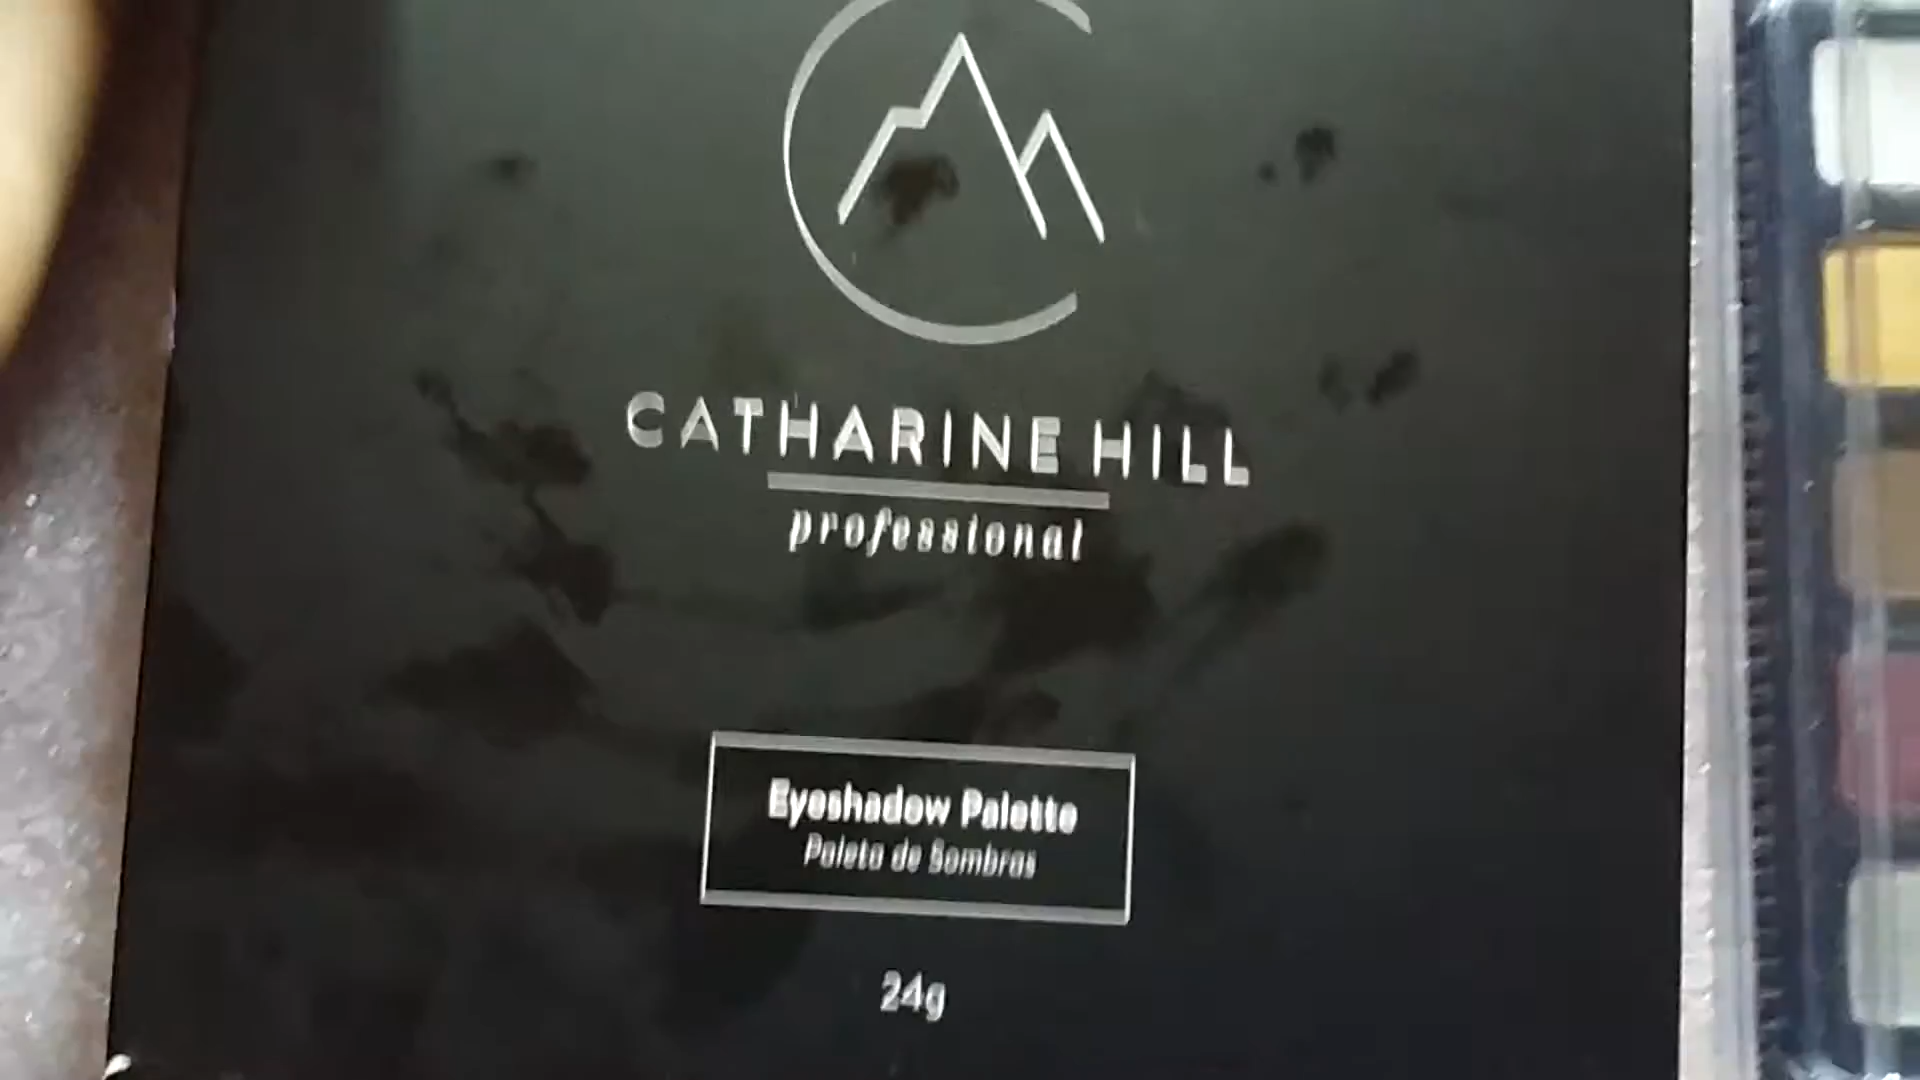 CATHARINE HILL
professional
Eyeshadow Palette
Paleta de Sombras
24g